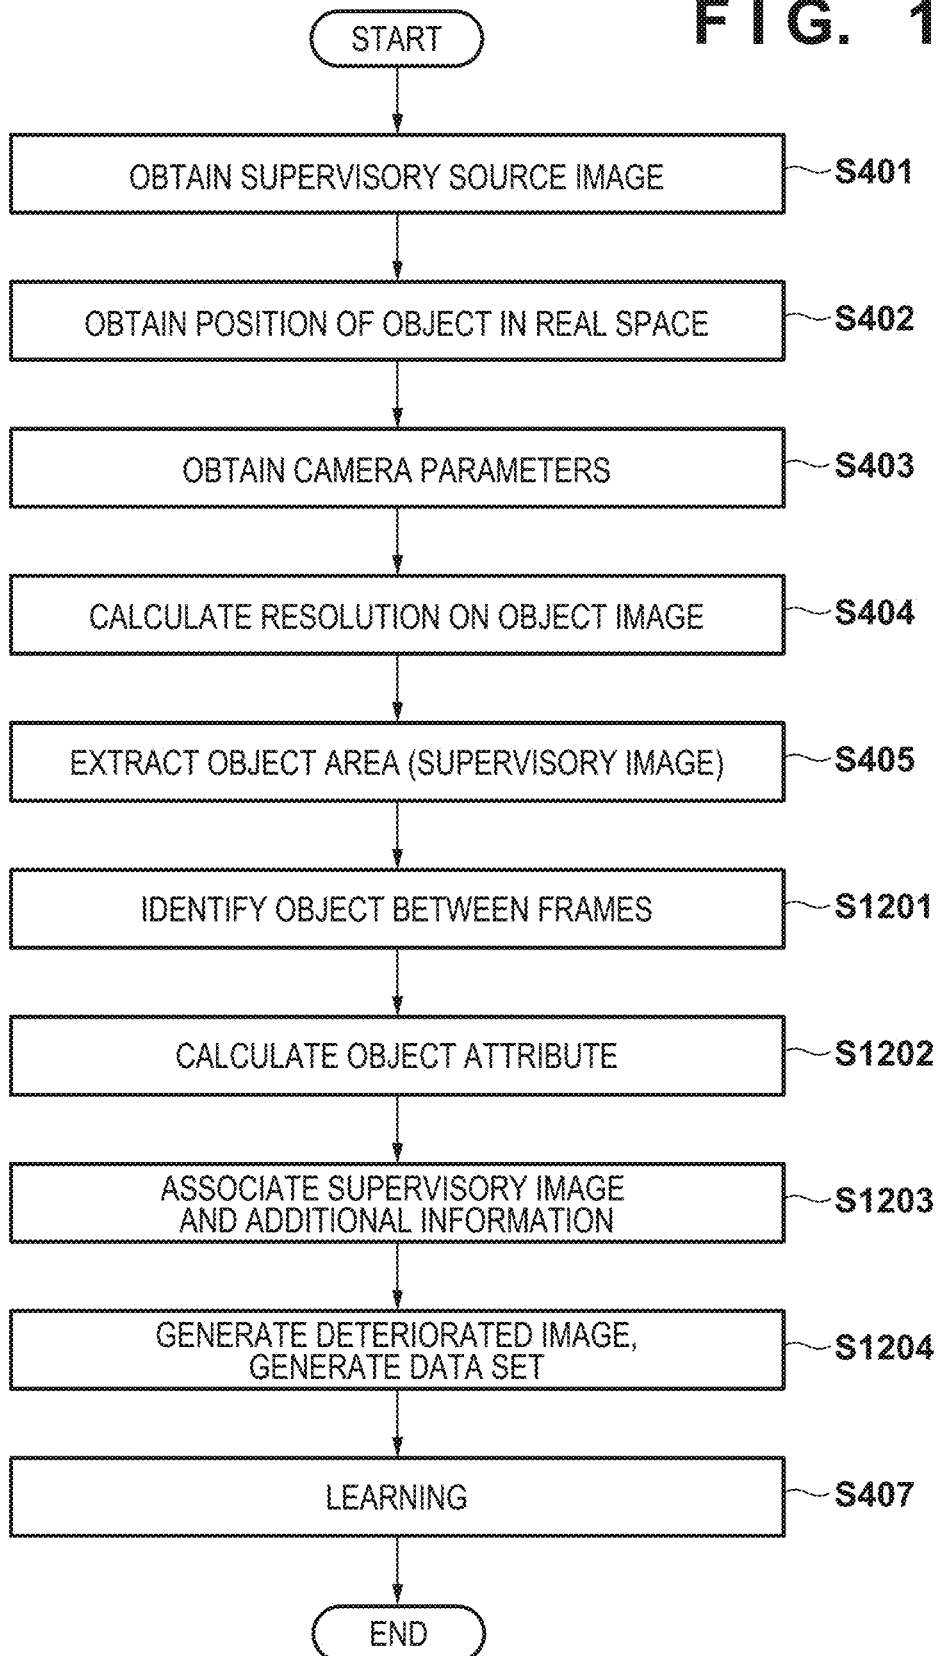 FIG. 1
START
OBTAIN SUPERVISORY SOURCE IMAGE
S401
OBTAIN POSITION OF OBJECT IN REAL SPACE
S402
OBTAIN CAMERA PARAMETERS
S403
CALCULATE RESOLUTION ON OBJECT IMAGE
S404
EXTRACT OBJECT AREA (SUPERVISORY IMAGE)
S405
IDENTIFY OBJECT BETWEEN FRAMES
S1201
CALCULATE OBJECT ATTRIBUTE
S1202
ASSOCIATE SUPERVISORY IMAGE
AND ADDITIONAL INFORMATION
S1203
GENERATE DETERIORATED IMAGE,
GENERATE DATA SET
S1204
LEARNING
S407
END